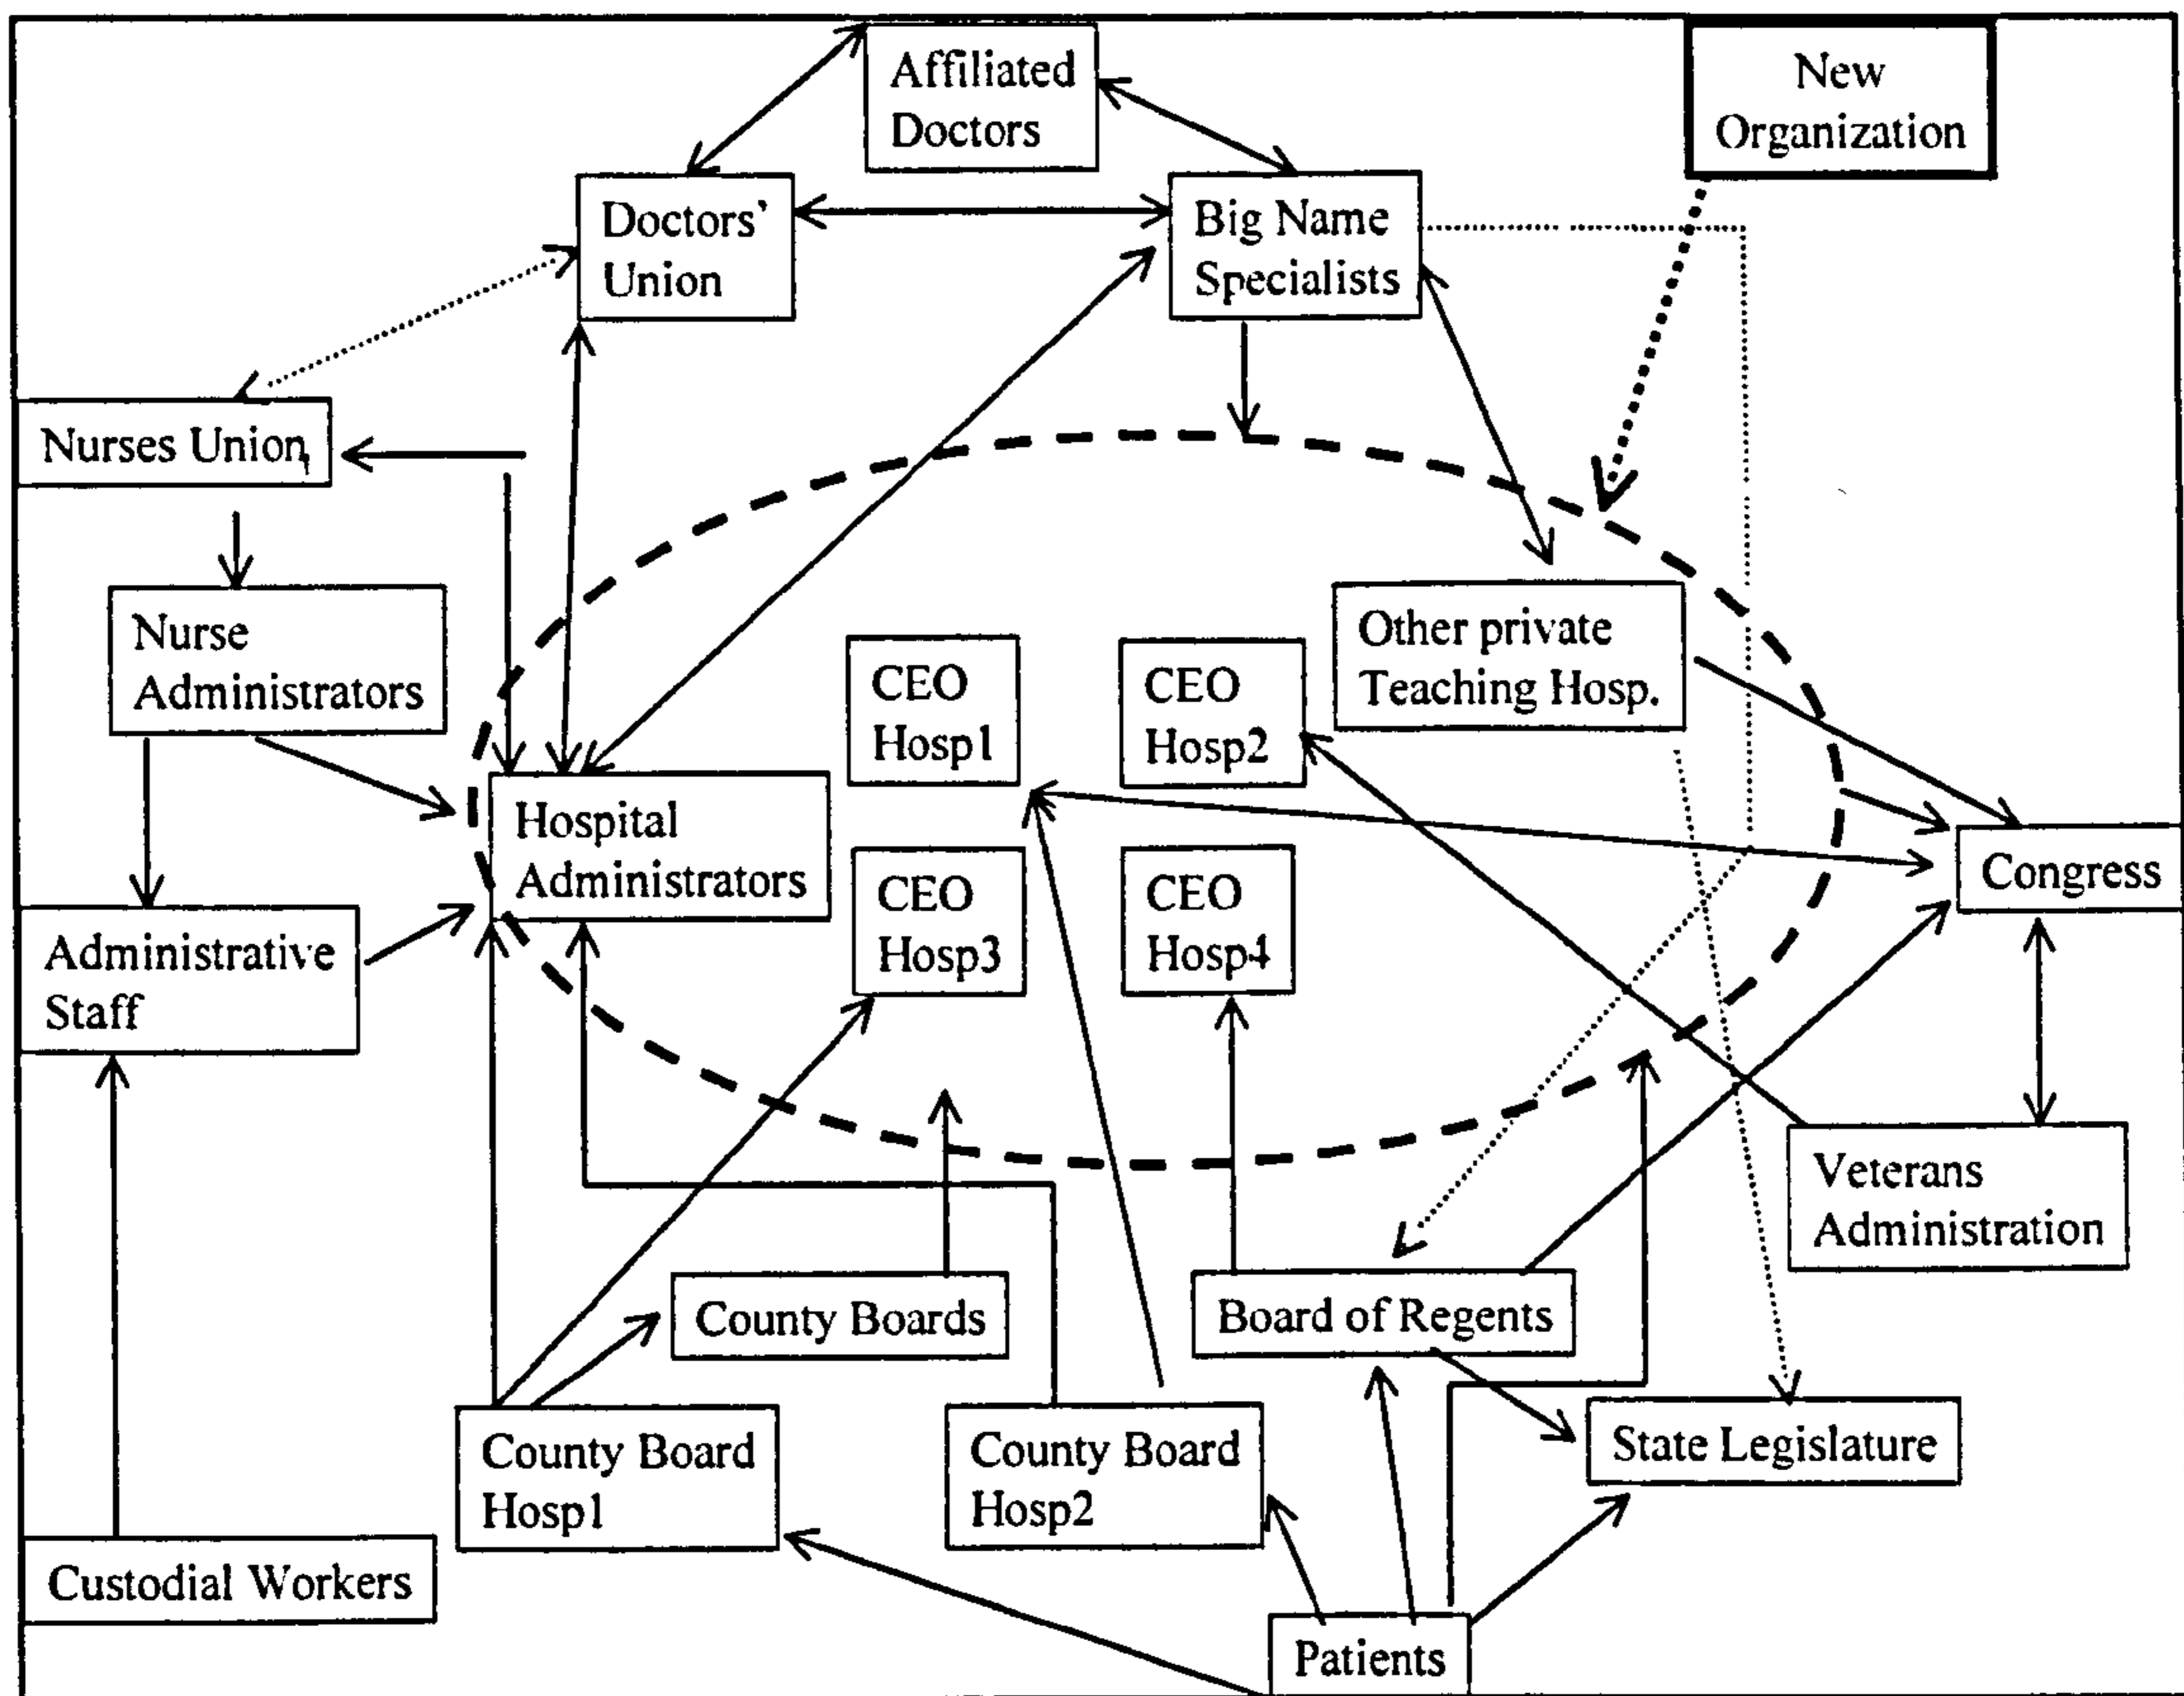 Affiliated
Doctors
New
Organization
Doctors'
Union
Big Name
Specialists
Nurses Union
Nurse
Administrators
Other private
Teaching Hosp.
CEO
Hosp1
CEO
Hosp2
Hospital
Administrators
CEO
Hosp3
CEO
Hosp4
Congress
Administrative
Staff
Veterans
Administration
County Boards
Board of Regents
County Board
Hosp1
County Board
Hosp2
State Legislature
Custodial Workers
Patients